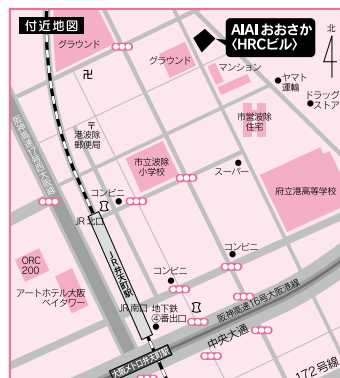 付近地図
グラウンド
AIAIおおさか
〈HRCビル〉
北
グラウンド
マンション
ヤマト
運輸
ドラッグ
ストア
〒
港波除
郵便局
市営波除
住宅
阪神高速17号西大阪線
市立波除
小学校
スーパー
府立港高等学校
コンビニ
JR北口
ORC
200
JR弁天町駅
コンビニ
コンビニ
アートホテル大阪
ベイタワー
JR南口
地下鉄
④番出口
阪神高速16号大阪港線
中央大通
大阪メトロ弁天町駅
172号線